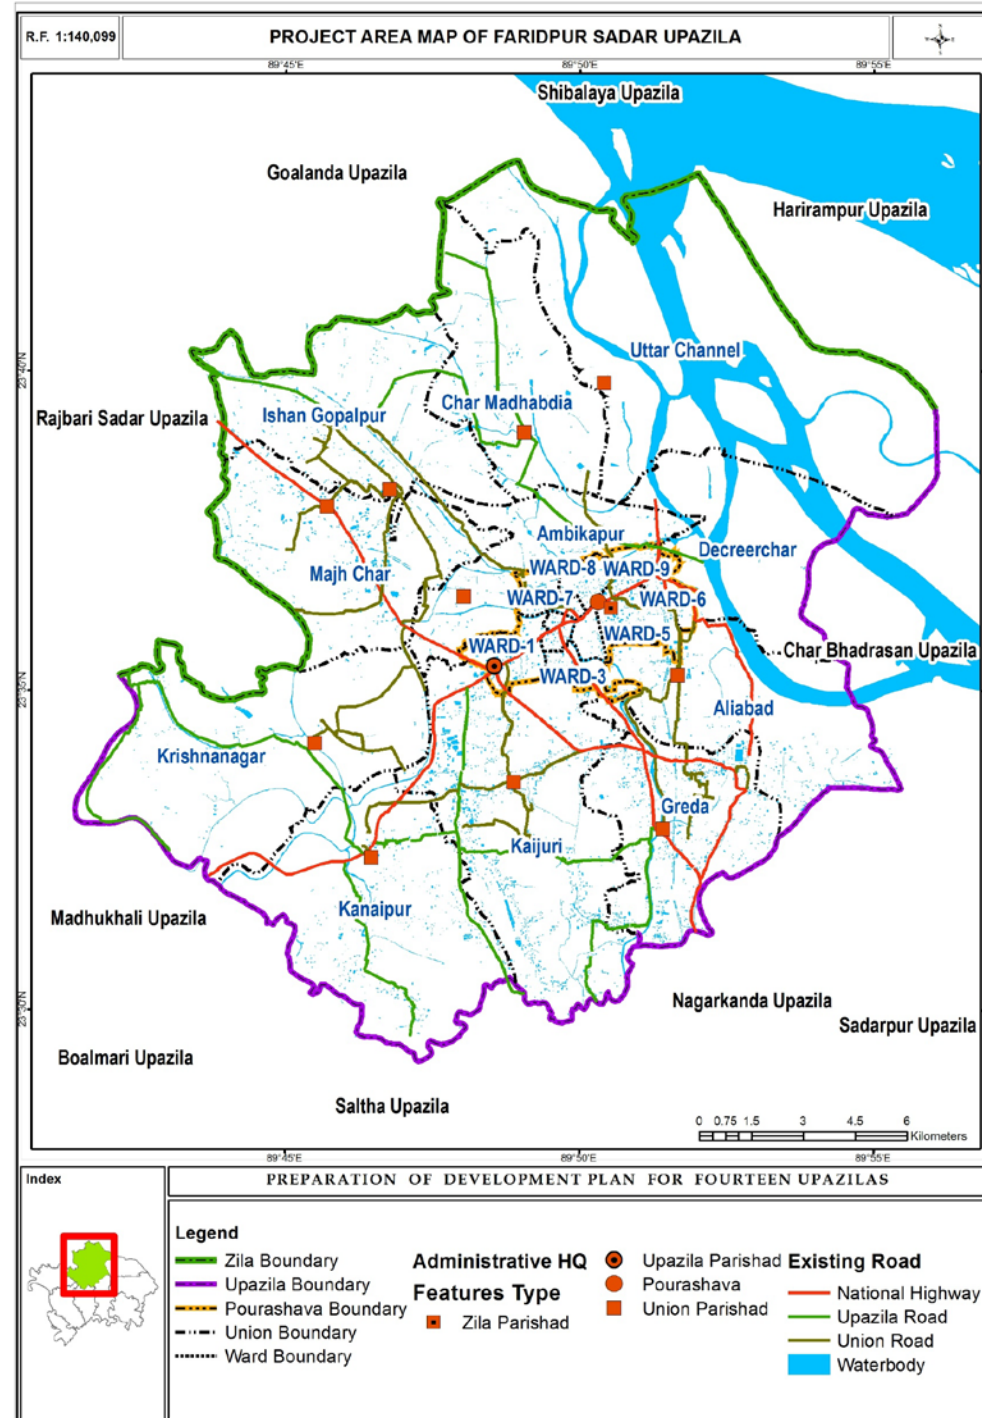 R.F. 1:140,099
PROJECT AREA MAP OF FARIDPUR SADAR UPAZILA
89°45'E
89°50'E
89°55'E
Shibalaya Upazila
Goalanda Upazila
Harirampur Upazila
Uttar Channel
23°40'N
Char Madhabdia
Ishan Gopalpur
Rajbari Sadar Upazila
Ambikapur
Decreerchar
WARD-8
WARD-9
Majh Char
WARD-7
WARD-6
WARD-5
WARD-1
Char Bhadrasan Upazila
WARD-3
23°35'N
Aliabad
Krishnanagar
Greda
Kaijuri
Kanaipur
Madhukhali Upazila
Nagarkanda Upazila
23°30'N
Sadarpur Upazila
Boalmari Upazila
Saltha Upazila
0 0.75 1.5 3 4.5 6
Kilometers
89°45'E
89°50'E
89°55'E
Index
PREPARATION OF DEVELOPMENT PLAN FOR FOURTEEN UPAZILAS
Legend
Zila Boundary
Upazila Boundary
Pourashava Boundary
Union Boundary
Ward Boundary
Administrative HQ
Features Type
Zila Parishad
Upazila Parishad
Pourashava
Union Parishad
Existing Road
National Highway
Upazila Road
Union Road
Waterbody